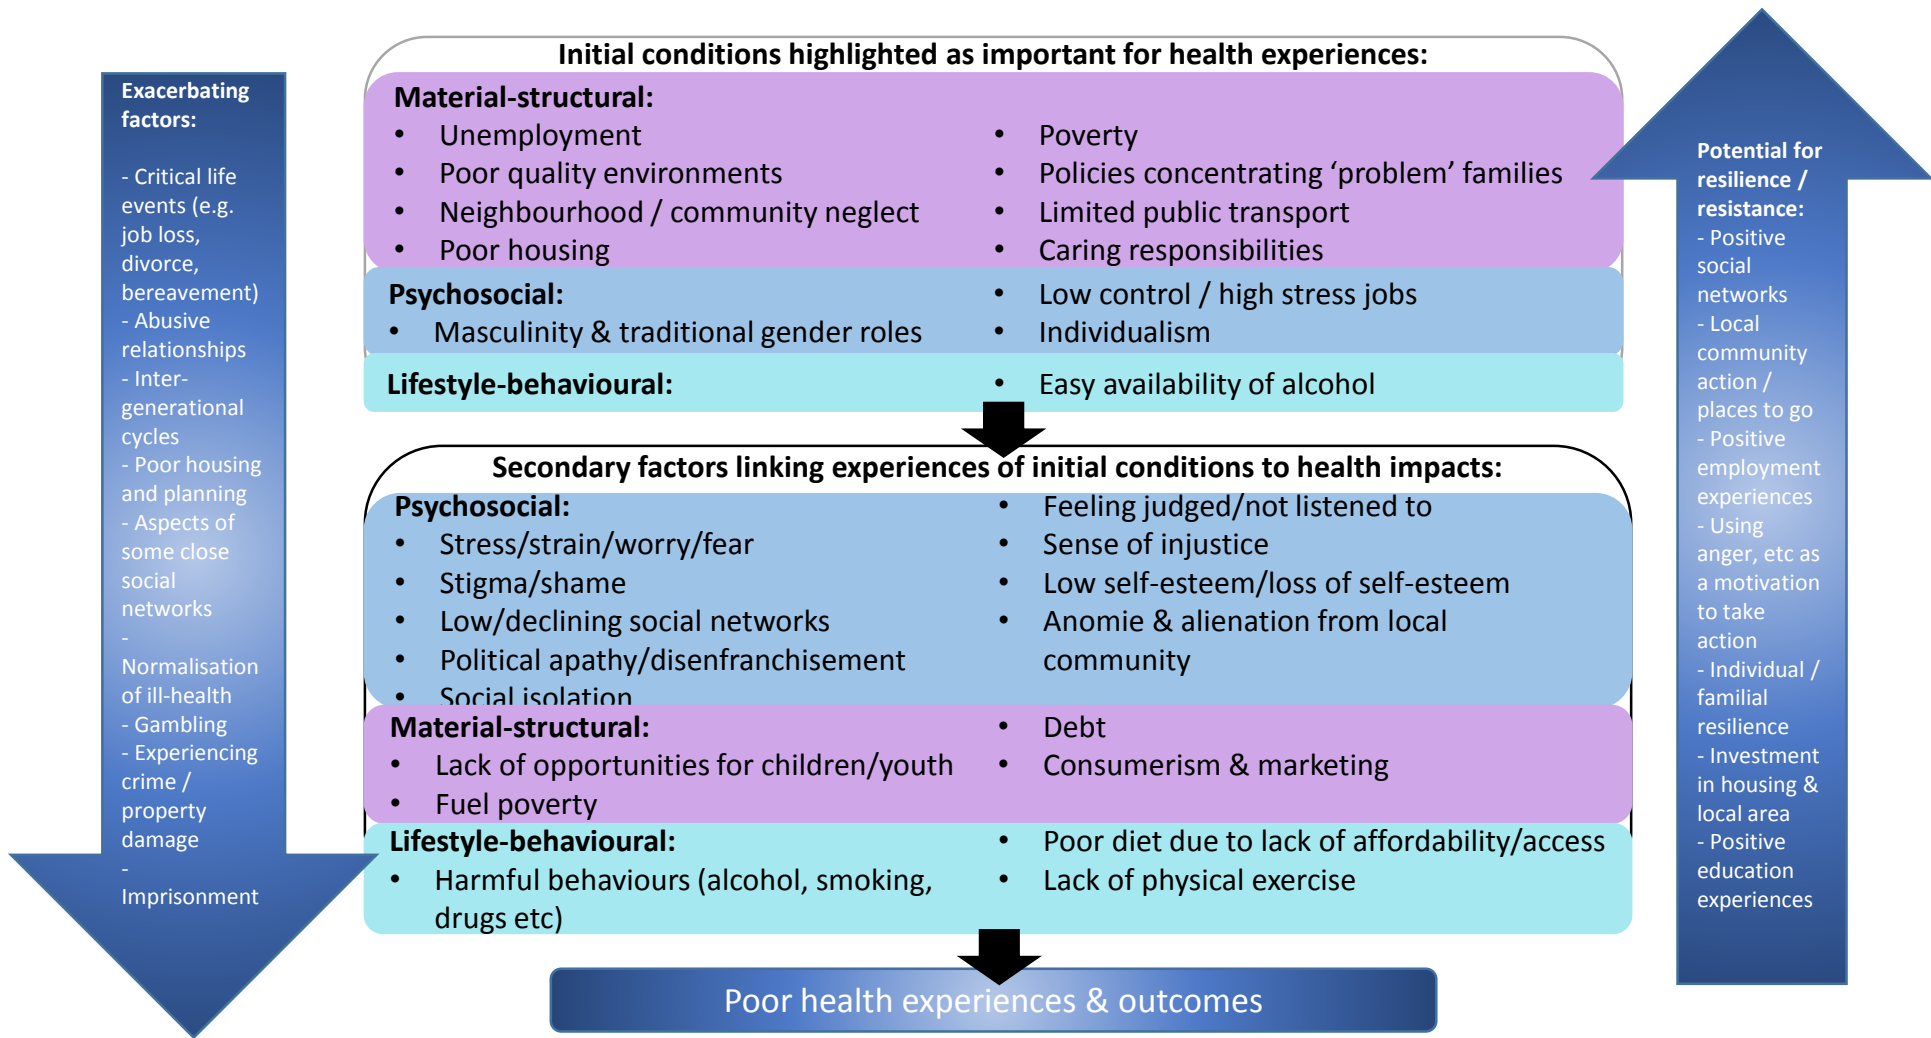 Exacerbating
factors:
- Critical life
events (e.g.
job loss,
divorce,
bereavement)
- Abusive
relationships
- Inter-
generational
cycles
- Poor housing
and planning
- Aspects of
some close
social
networks
-
Normalisation
of ill-health
- Gambling
- Experiencing
crime /
property
damage
-
Imprisonment
Initial conditions highlighted as important for health experiences:
Material-structural:
• Unemployment
• Poor quality environments
• Neighbourhood / community neglect
• Poor housing
• Poverty
• Policies concentrating ‘problem’ families
• Limited public transport
• Caring responsibilities
Psychosocial:
• Masculinity & traditional gender roles
• Low control / high stress jobs
• Individualism
Lifestyle-behavioural:
• Easy availability of alcohol
Secondary factors linking experiences of initial conditions to health impacts:
Psychosocial:
• Stress/strain/worry/fear
• Stigma/shame
• Low/declining social networks
• Political apathy/disenfranchisement
• Social isolation
• Feeling judged/not listened to
• Sense of injustice
• Low self-esteem/loss of self-esteem
• Anomie & alienation from local
community
Material-structural:
• Lack of opportunities for children/youth
• Fuel poverty
• Debt
• Consumerism & marketing
Lifestyle-behavioural:
• Harmful behaviours (alcohol, smoking,
drugs etc)
• Poor diet due to lack of affordability/access
• Lack of physical exercise
Poor health experiences & outcomes
Potential for
resilience /
resistance:
- Positive
social
networks
- Local
community
action /
places to go
- Positive
employment
experiences
- Using
anger, etc as
a motivation
to take
action
- Individual /
familial
resilience
- Investment
in housing &
local area
- Positive
education
experiences